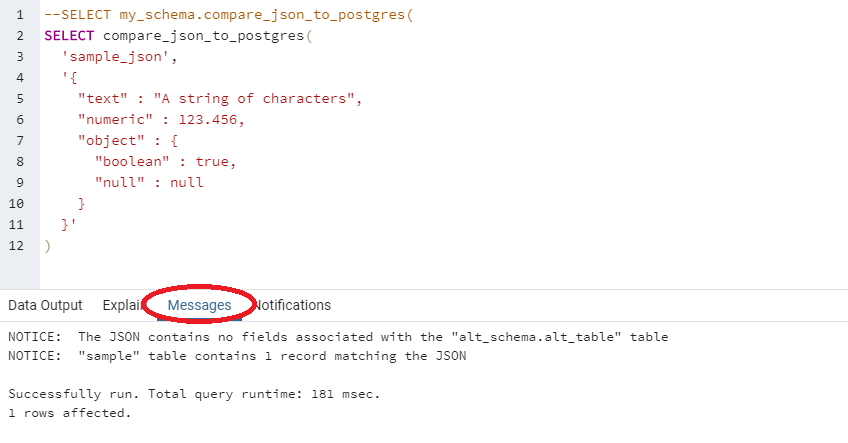 1 --SELECT my_schema.compare_json_to_postgres(
2 SELECT compare_json_to_postgres(
3 'sample_json',
4 '{
5 "text" : "A string of characters",
6 "numeric" : 123.456,
7 "object" : {
8 "boolean" : true,
9 "null" : null
10 }
11 }'
12 )
Data Output Explai Messages Notifications
NOTICE: The JSON contains no fields associated with the "alt_schema.alt_table" table
NOTICE: "sample" table contains 1 record matching the JSON
Successfully run. Total query runtime: 181 msec.
1 rows affected.